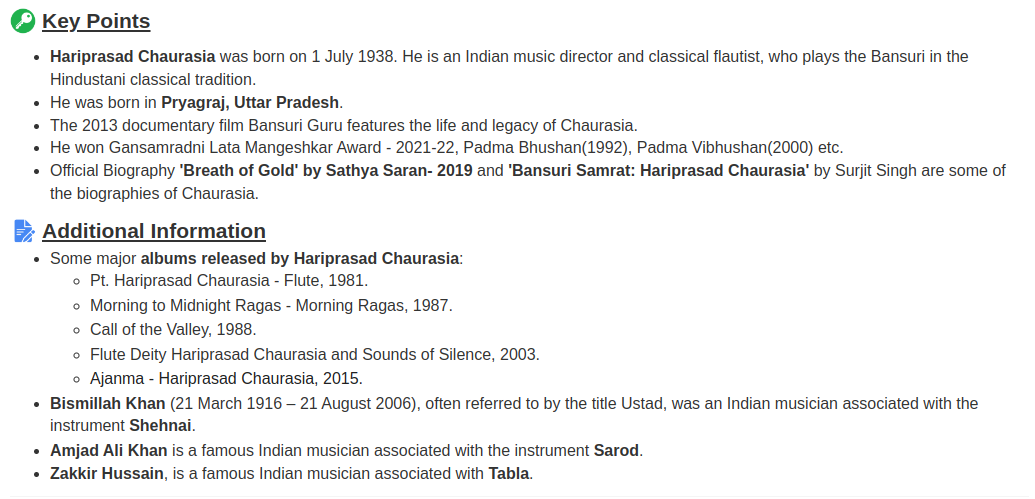 Key Points
Hariprasad Chaurasia was born on 1 July 1938. He is an Indian music director and classical flautist, who plays the Bansuri in the
Hindustani classical tradition.
He was born in Pryagraj, Uttar Pradesh.
The 2013 documentary film Bansuri Guru features the life and legacy of Chaurasia.
He won Gansamradni Lata Mangeshkar Award - 2021-22, Padma Bhushan(1992), Padma Vibhushan(2000) etc.
Official Biography 'Breath of Gold' by Sathya Saran- 2019 and 'Bansuri Samrat: Hariprasad Chaurasia' by Surjit Singh are some of
the biographies of Chaurasia.
Additional Information
Some major albums released by Hariprasad Chaurasia:
Pt. Hariprasad Chaurasia - Flute, 1981.
Morning to Midnight Ragas - Morning Ragas, 1987.
Call of the Valley, 1988.
Flute Deity Hariprasad Chaurasia and Sounds of Silence, 2003.
Ajanma - Hariprasad Chaurasia, 2015.
Bismillah Khan (21 March 1916 – 21 August 2006), often referred to by the title Ustad, was an Indian musician associated with the
instrument Shehnai.
Amjad Ali Khan is a famous Indian musician associated with the instrument Sarod.
Zakkir Hussain, is a famous Indian musician associated with Tabla.